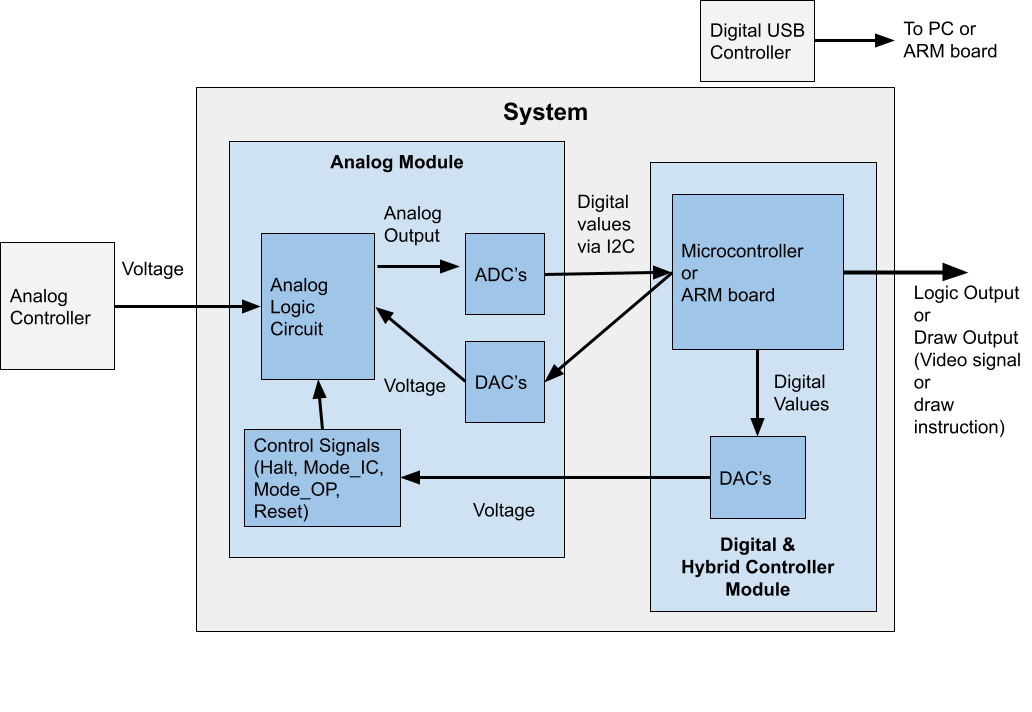 Digital USB
Controller
To PC or
ARM board
System
Analog Module
Analog
Controller
Voltage
Analog
Logic
Circuit
Analog
Output
ADC's
DAC's
Voltage
Control Signals
(Halt, Mode_IC,
Mode_OP,
Reset)
Voltage
Digital
values
via I2C
Microcontroller
or
ARM board
Digital
Values
DAC's
Digital &
Hybrid Controller
Module
Logic Output
or
Draw Output
(Video signal
or
draw
instruction)